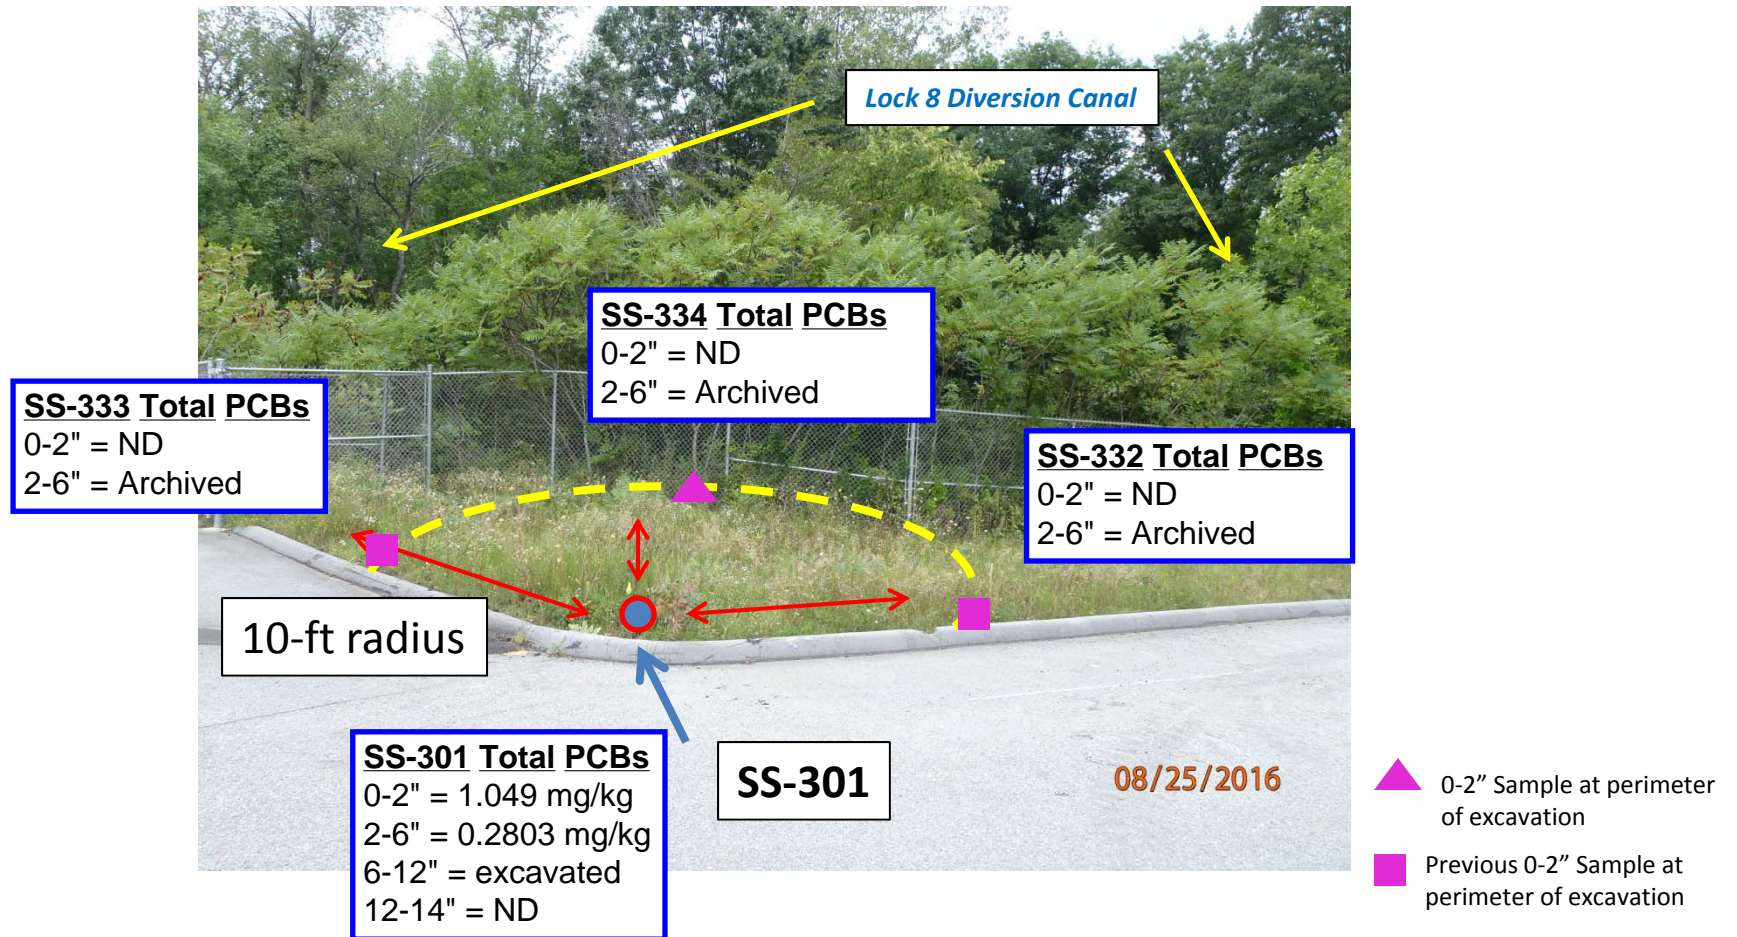 Lock 8 Diversion Canal
SS-334 Total PCBs
0-2" = ND
2-6" = Archived
SS-333 Total PCBs
0-2" = ND
2-6" = Archived
SS-332 Total PCBs
0-2" = ND
2-6" = Archived
10-ft radius
SS-301 Total PCBs
0-2" = 1.049 mg/kg
2-6" = 0.2803 mg/kg
6-12" = excavated
12-14" = ND
SS-301
08/25/2016
0-2” Sample at perimeter
of excavation
Previous 0-2” Sample at
perimeter of excavation